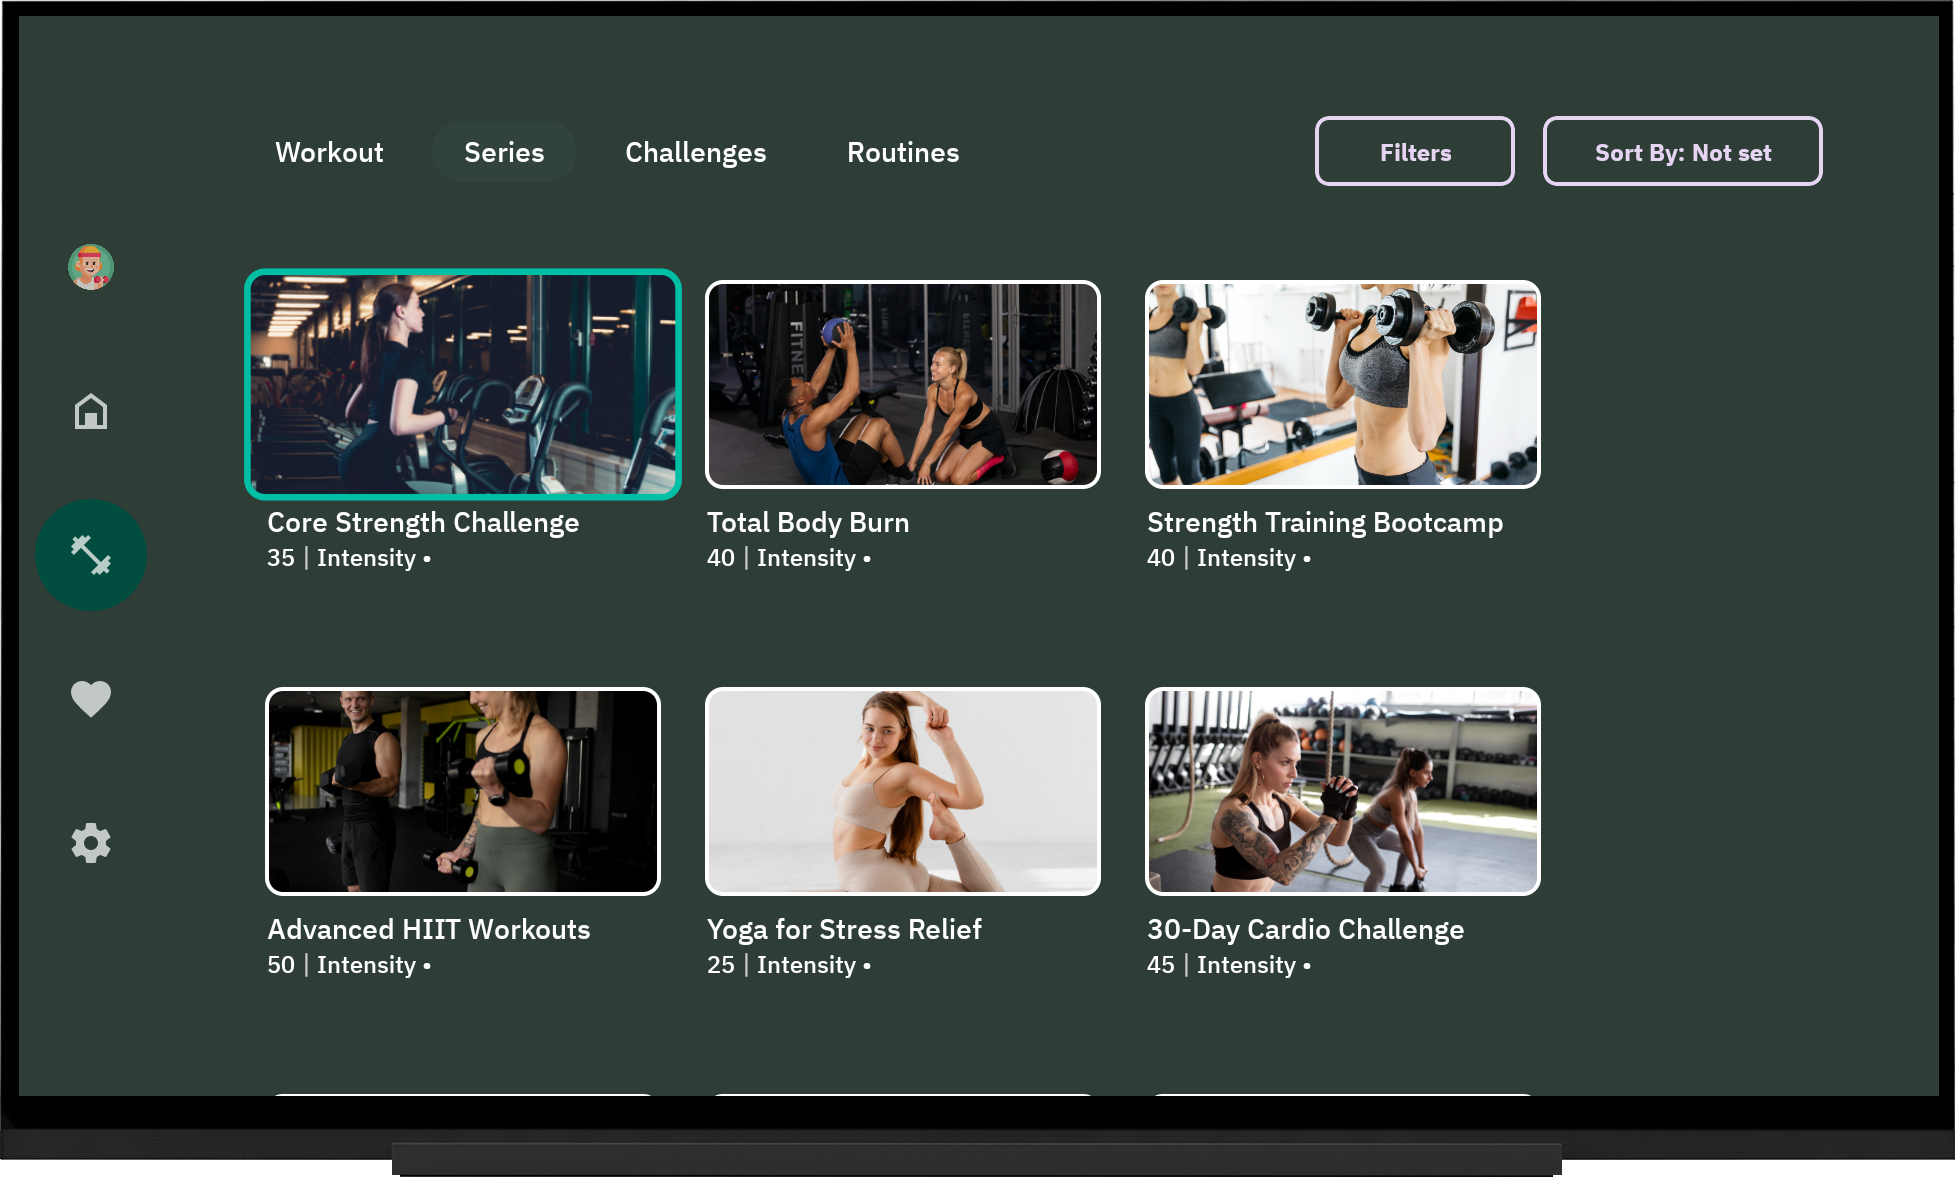 Workout Series Challenges Routines Filters Sort By: Not set
FITNE
Core Strength Challenge
35 | Intensity •
Total Body Burn
40 | Intensity •
Strength Training Bootcamp
40 | Intensity •
Advanced HIIT Workouts
50 | Intensity •
Yoga for Stress Relief
25 | Intensity •
30-Day Cardio Challenge
45 | Intensity •